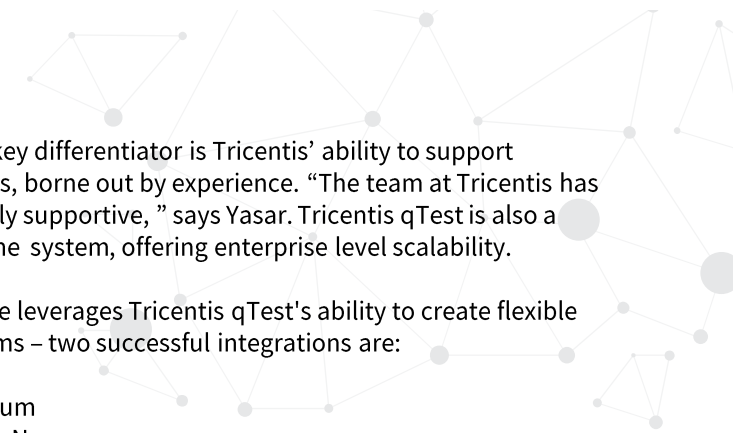 key differentiator is Tricentis’ ability to support
s, borne out by experience. “The team at Tricentis has
ly supportive, ” says Yasar. Tricentis qTest is also a
ne system, offering enterprise level scalability.
e leverages Tricentis qTest's ability to create flexible
ms – two successful integrations are:
um